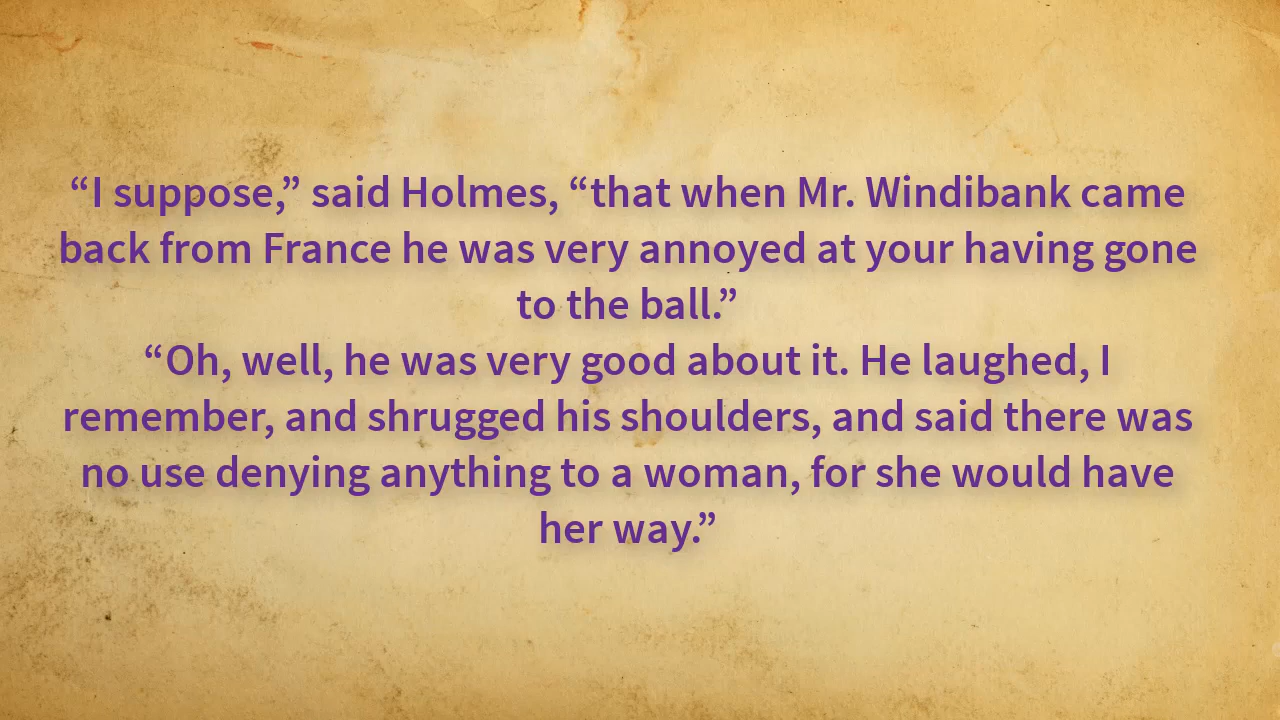 “I suppose,” said Holmes, “that when Mr. Windibank came
back from France he was very annoyed at your having gone
to the ball.”
“Oh, well, he was very good about it. He laughed, I
remember, and shrugged his shoulders, and said there was
no use denying anything to a woman, for she would have
her way.”